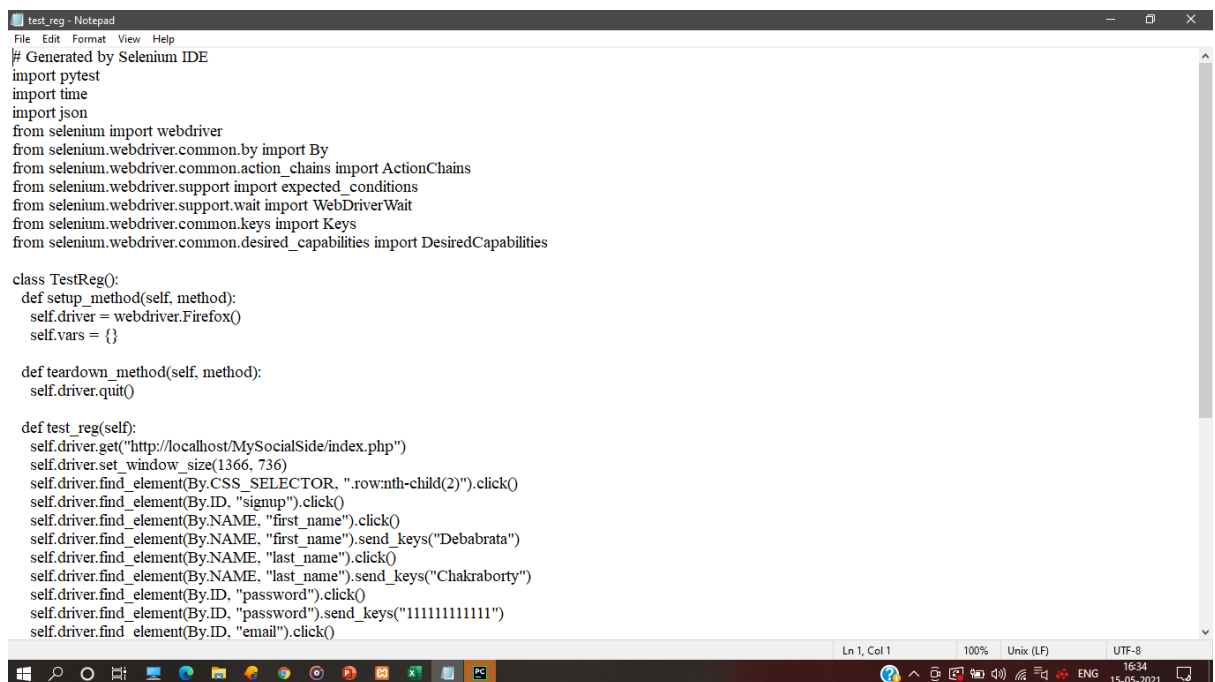 test_reg - Notepad
File Edit Format View Help
# Generated by Selenium IDE
import pytest
import time
import json
from selenium import webdriver
from selenium.webdriver.common.by import By
from selenium.webdriver.common.action_chains import ActionChains
from selenium.webdriver.support import expected_conditions
from selenium.webdriver.support.wait import WebDriverWait
from selenium.webdriver.common.keys import Keys
from selenium.webdriver.common.desired_capabilities import DesiredCapabilities

class TestReg():
  def setup_method(self, method):
    self.driver = webdriver.Firefox()
    self.vars = {}

  def teardown_method(self, method):
    self.driver.quit()

  def test_reg(self):
    self.driver.get("http://localhost/MySocialSide/index.php")
    self.driver.set_window_size(1366, 736)
    self.driver.find_element(By.CSS_SELECTOR, ".row:nth-child(2)").click()
    self.driver.find_element(By.ID, "signup").click()
    self.driver.find_element(By.NAME, "first_name").click()
    self.driver.find_element(By.NAME, "first_name").send_keys("Debabrata")
    self.driver.find_element(By.NAME, "last_name").click()
    self.driver.find_element(By.NAME, "last_name").send_keys("Chakraborty")
    self.driver.find_element(By.ID, "password").click()
    self.driver.find_element(By.ID, "password").send_keys("111111111111")
    self.driver.find_element(By.ID, "email").click()
Ln 1, Col 1 100% Unix (LF) UTF-8
ENG 16:34
15-05-2021